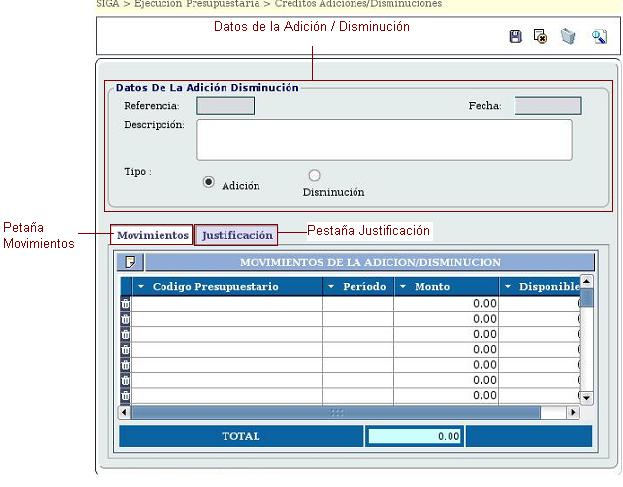 SIGA > Ejecución Presupuestaria > Créditos Adiciones/Disminuciones
Datos de la Adición / Disminución
Datos De La Adición Disminución
Referencia: Fecha:
Descripción:
Tipo :
Adición
Disminución
Petaña Movimientos
Movimientos Justificación
Pestaña Justificación
MOVIMIENTOS DE LA ADICION/DISMINUCION
Codigo Presupuestario Período Monto Disponible
0.00
0.00
0.00
0.00
0.00
0.00
0.00
TOTAL 0.00